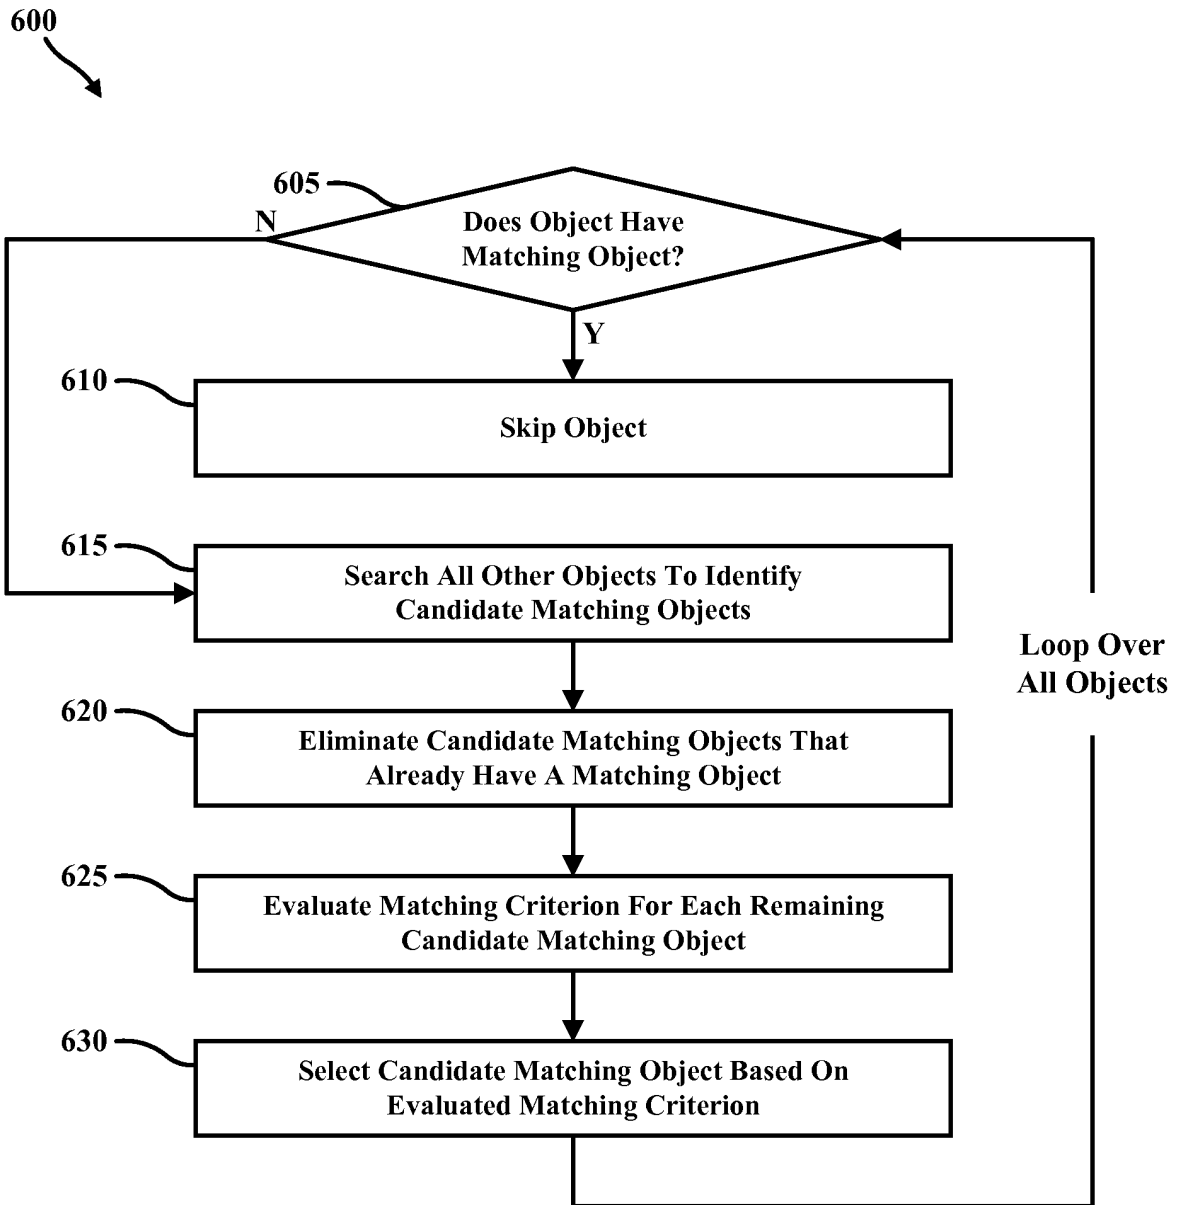 600
605
N
Does Object Have
Matching Object?
Y
610
Skip Object
615
Search All Other Objects To Identify
Candidate Matching Objects
Loop Over
All Objects
620
Eliminate Candidate Matching Objects That
Already Have A Matching Object
625
Evaluate Matching Criterion For Each Remaining
Candidate Matching Object
630
Select Candidate Matching Object Based On
Evaluated Matching Criterion